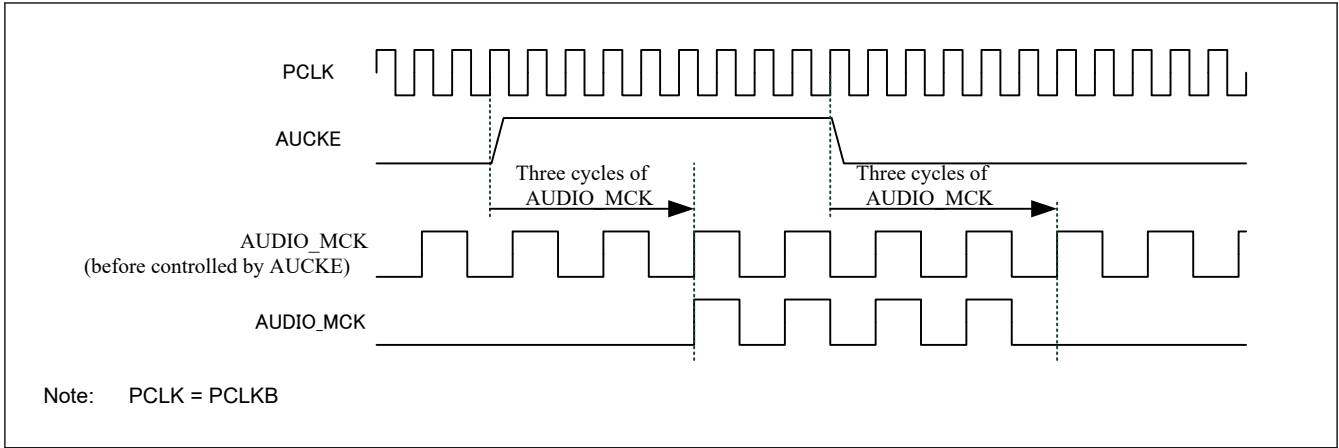 PCLK
AUCKE
Three cycles of
AUDIO_MCK
Three cycles of
AUDIO_MCK
AUDIO_MCK
(before controlled by AUCKE)
AUDIO_MCK
Note: PCLK = PCLKB